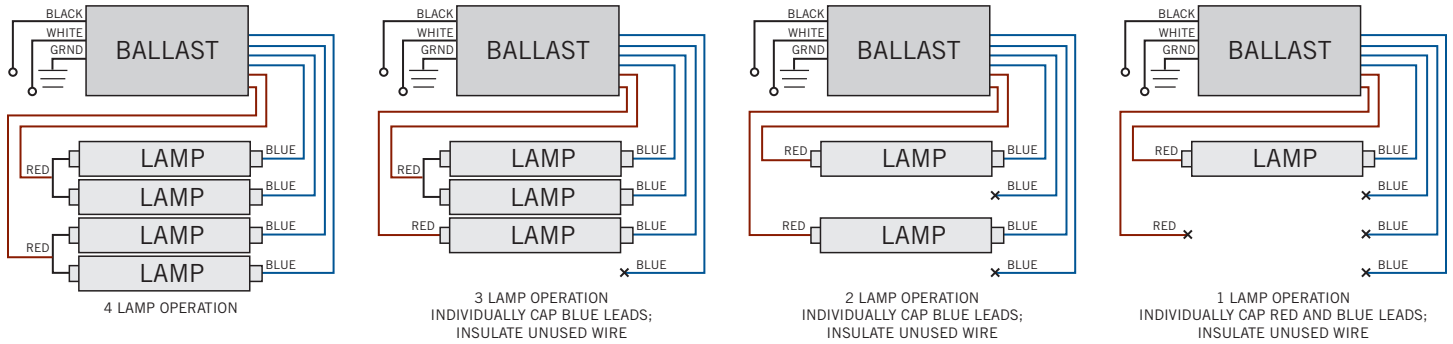 BLACK
WHITE
GRND
BALLAST
LAMP
BLUE
RED
LAMP
BLUE
LAMP
BLUE
RED
LAMP
BLUE
4 LAMP OPERATION
BLACK
WHITE
GRND
BALLAST
LAMP
BLUE
RED
LAMP
BLUE
RED
LAMP
BLUE
BLUE
3 LAMP OPERATION
INDIVIDUALLY CAP BLUE LEADS;
INSULATE UNUSED WIRE
BLACK
WHITE
GRND
BALLAST
RED
LAMP
BLUE
BLUE
RED
LAMP
BLUE
BLUE
2 LAMP OPERATION
INDIVIDUALLY CAP BLUE LEADS;
INSULATE UNUSED WIRE
BLACK
WHITE
GRND
BALLAST
RED
LAMP
BLUE
BLUE
RED
BLUE
BLUE
1 LAMP OPERATION
INDIVIDUALLY CAP RED AND BLUE LEADS;
INSULATE UNUSED WIRE